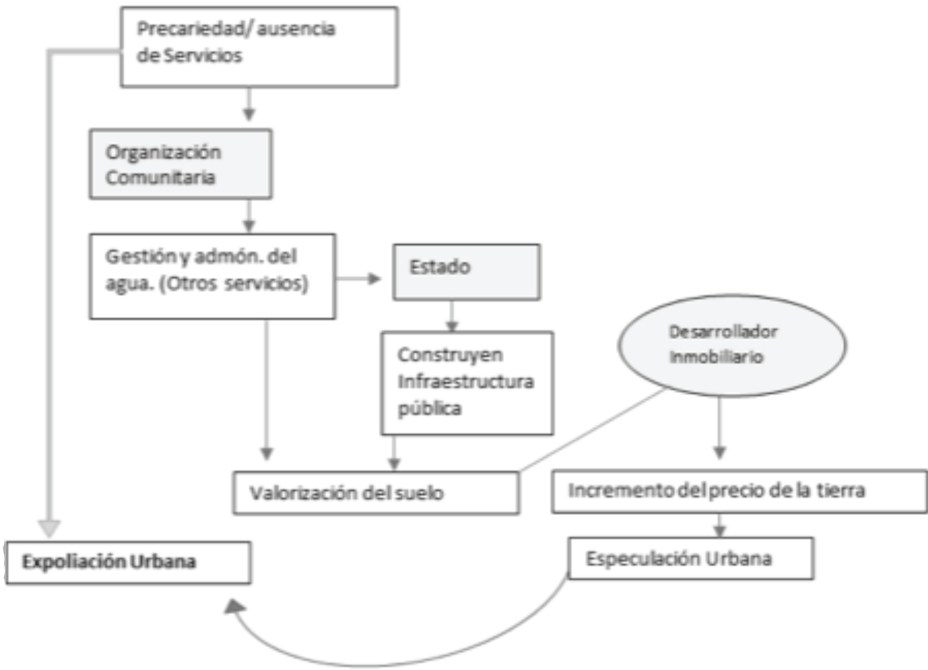 Precariedad/ ausencia
de Servicios
Organización
Comunitaria
Gestión y admón. del
agua. (Otros servicios)
Estado
Desarrollador
Inmobiliario
Construyen
Infraestructura
pública
Valorización del suelo
Incremento del precio de la tierra
Expoliación Urbana
Especulación Urbana